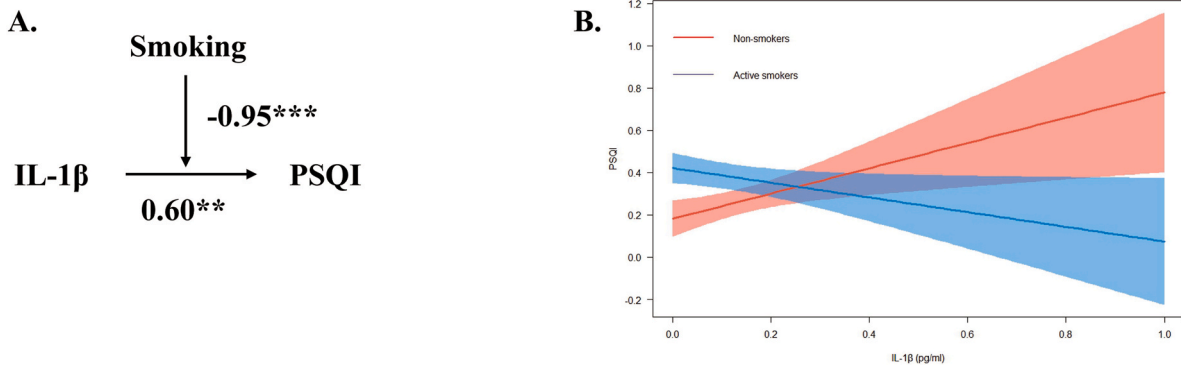 A.
Smoking
-0.95***
IL-1β
PSQI
0.60**
B.
1.2
1.0
0.8
0.6
0.4
0.2
0.0
-0.2
PSQI
Non-smokers
Active smokers
0.0 0.2 0.4 0.6 0.8 1.0
IL-1β (pg/ml)